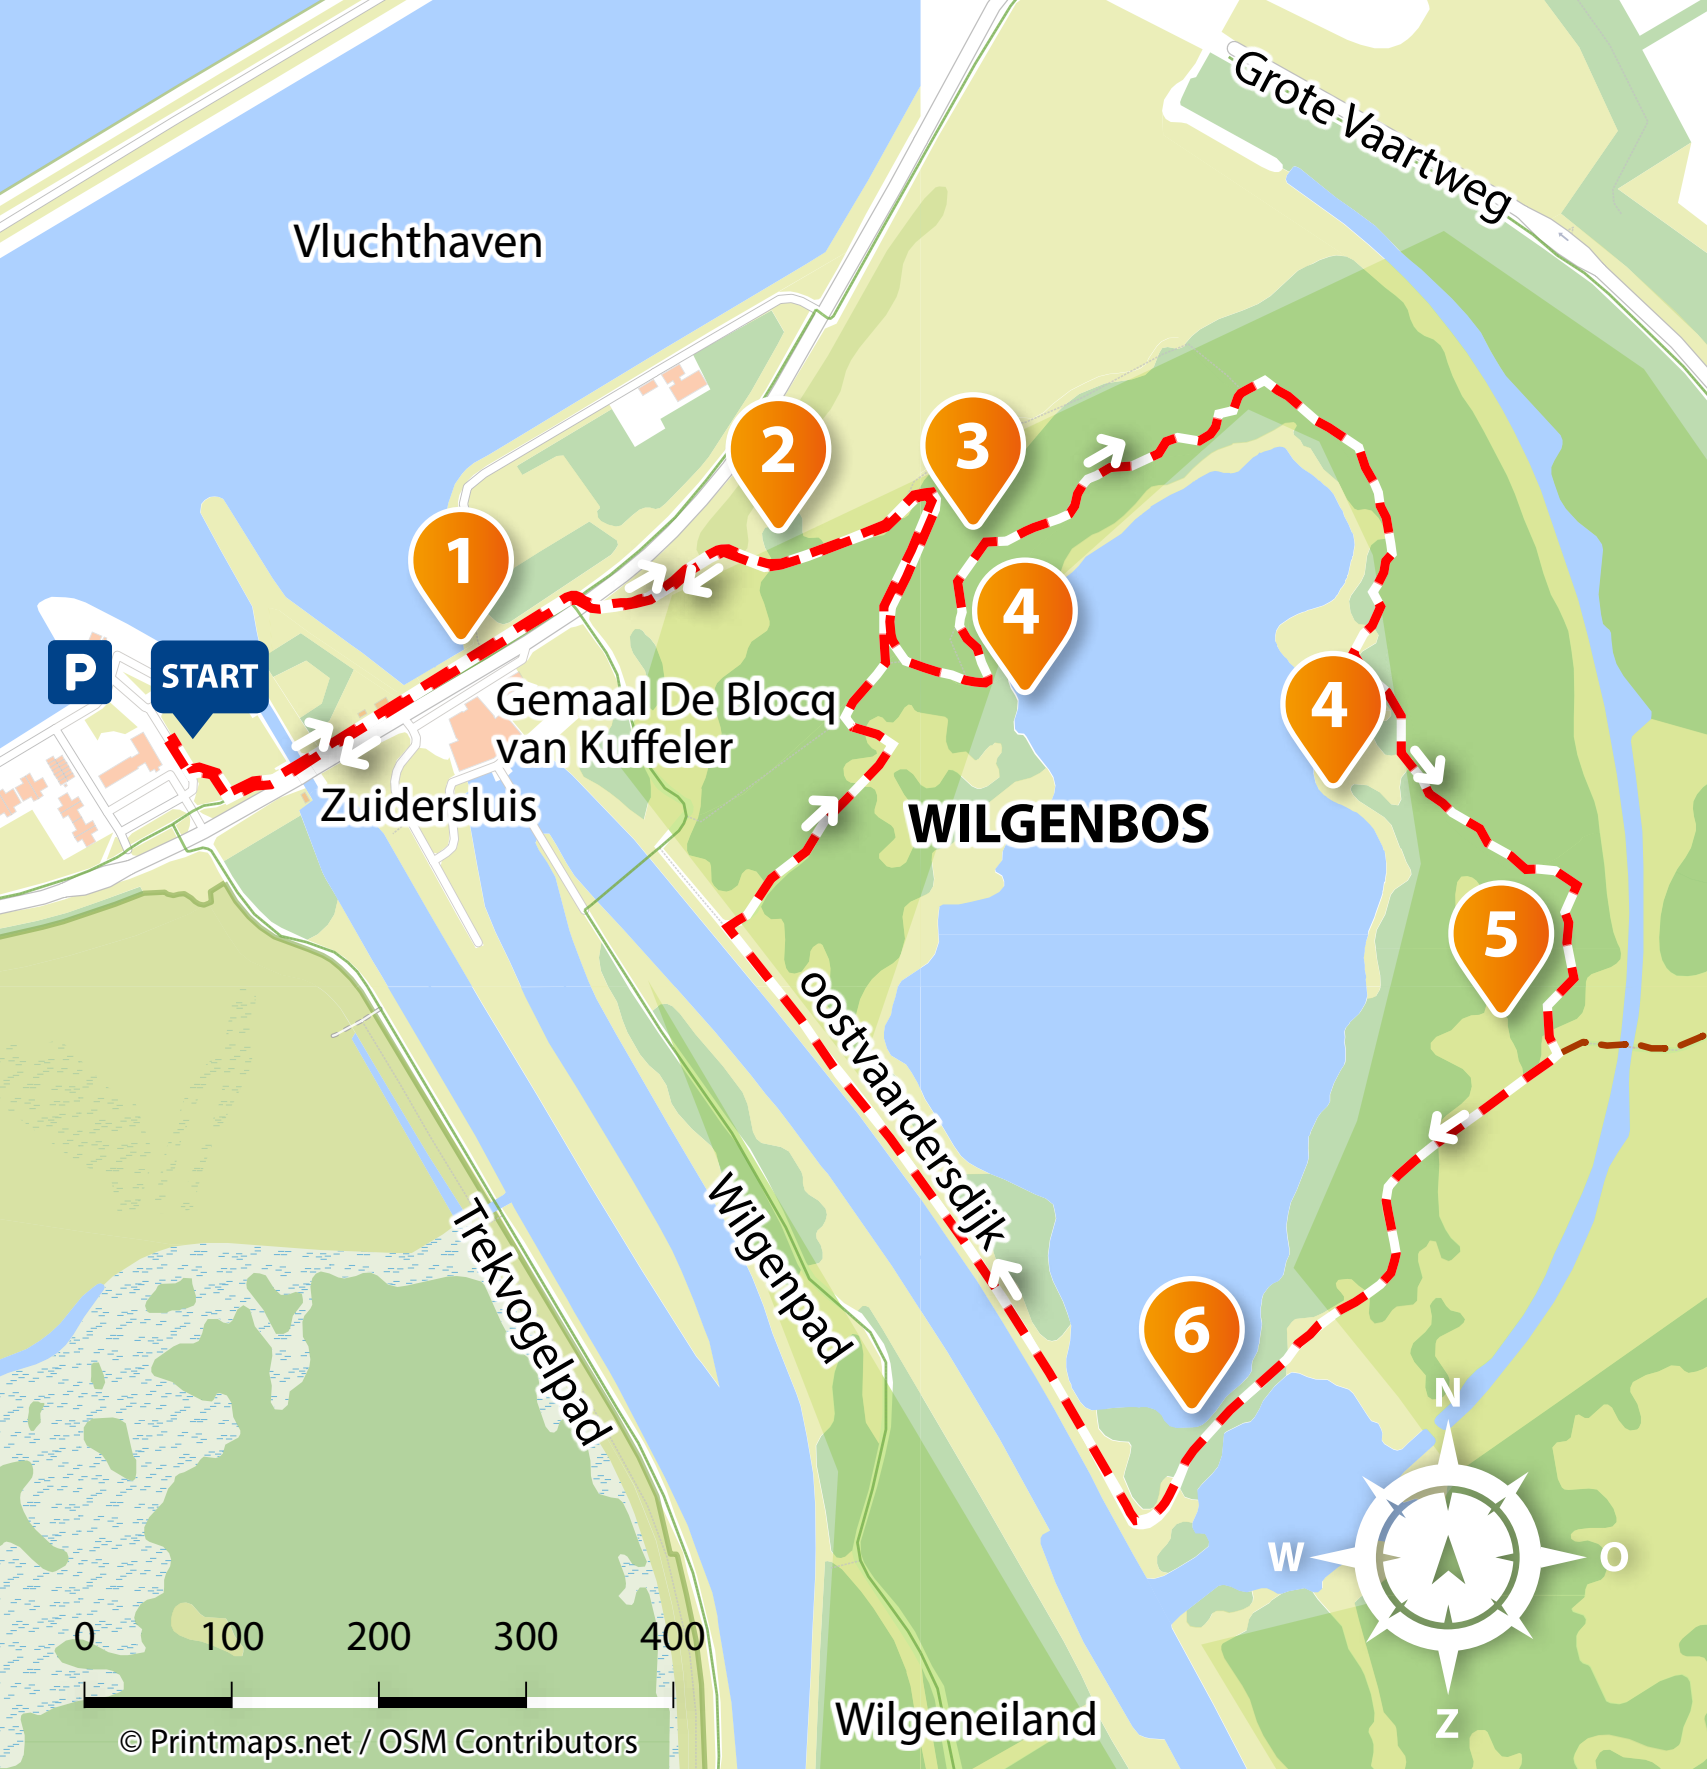 Grote Vaartweg
Vluchthaven
2
3
1
4
P
START
Gemaal De Blocq
van Kuffeler
4
Zuidersluis
WILGENBOS
5
oostvaardersdijk
Wilgenpad
Trekvogelpad
6
N
W
O
Z
0 100 200 300 400
Wilgeneiland
© Printmaps.net / OSM Contributors